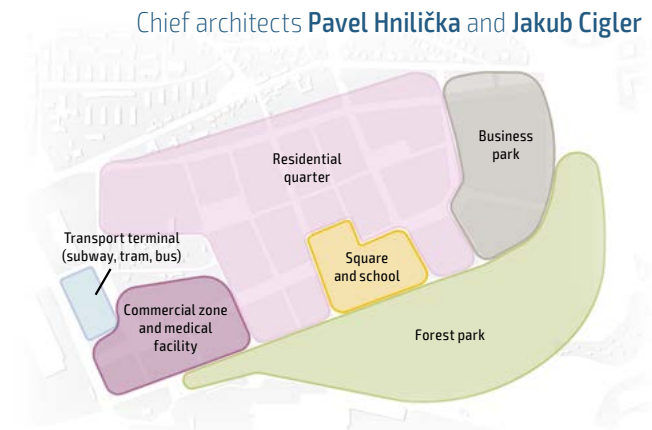 Chief architects Pavel Hnilička and Jakub Cigler
Business
park
Residential
quarter
Transport terminal
(subway, tram, bus)
Square
and school
Commercial zone
and medical
facility
Forest park